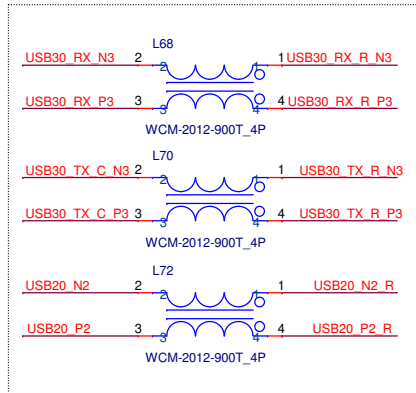 L68
USB30_RX_N3 2 2 1 1 USB30_RX_R_N3
USB30_RX_P3 3 3 4 4 USB30_RX_R_P3
WCM-2012-900T_4P
L70
USB30_TX_C_N3 2 2 1 1 USB30_TX_R_N3
USB30_TX_C_P3 3 3 4 4 USB30_TX_R_P3
WCM-2012-900T_4P
L72
USB20_N2 2 2 1 1 USB20_N2_R
USB20_P2 3 3 4 4 USB20_P2_R
WCM-2012-900T_4P